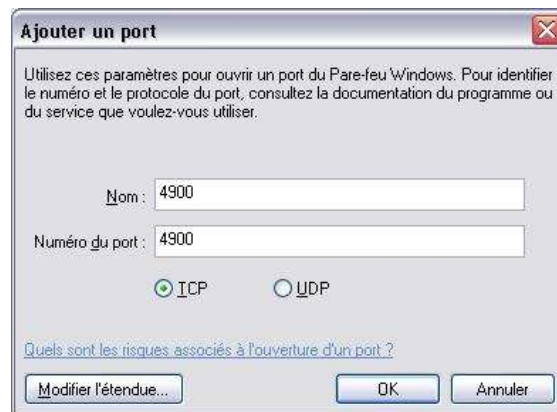 Ajouter un port
Utilisez ces paramètres pour ouvrir un port du Pare-feu Windows. Pour identifier
le numéro et le protocole du port, consultez la documentation du programme ou
du service que voulez-vous utiliser.
Nom : 4900
Numéro du port : 4900
TCP UDP
Quels sont les risques associés à l'ouverture d'un port ?
Modifier l'étendue... OK Annuler